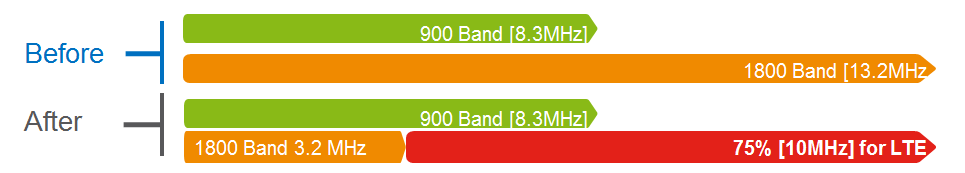 Before
900 Band [8.3MHz]
1800 Band [13.2MHz
After
900 Band [8.3MHz]
1800 Band 3.2 MHz
75% [10MHz] for LTE